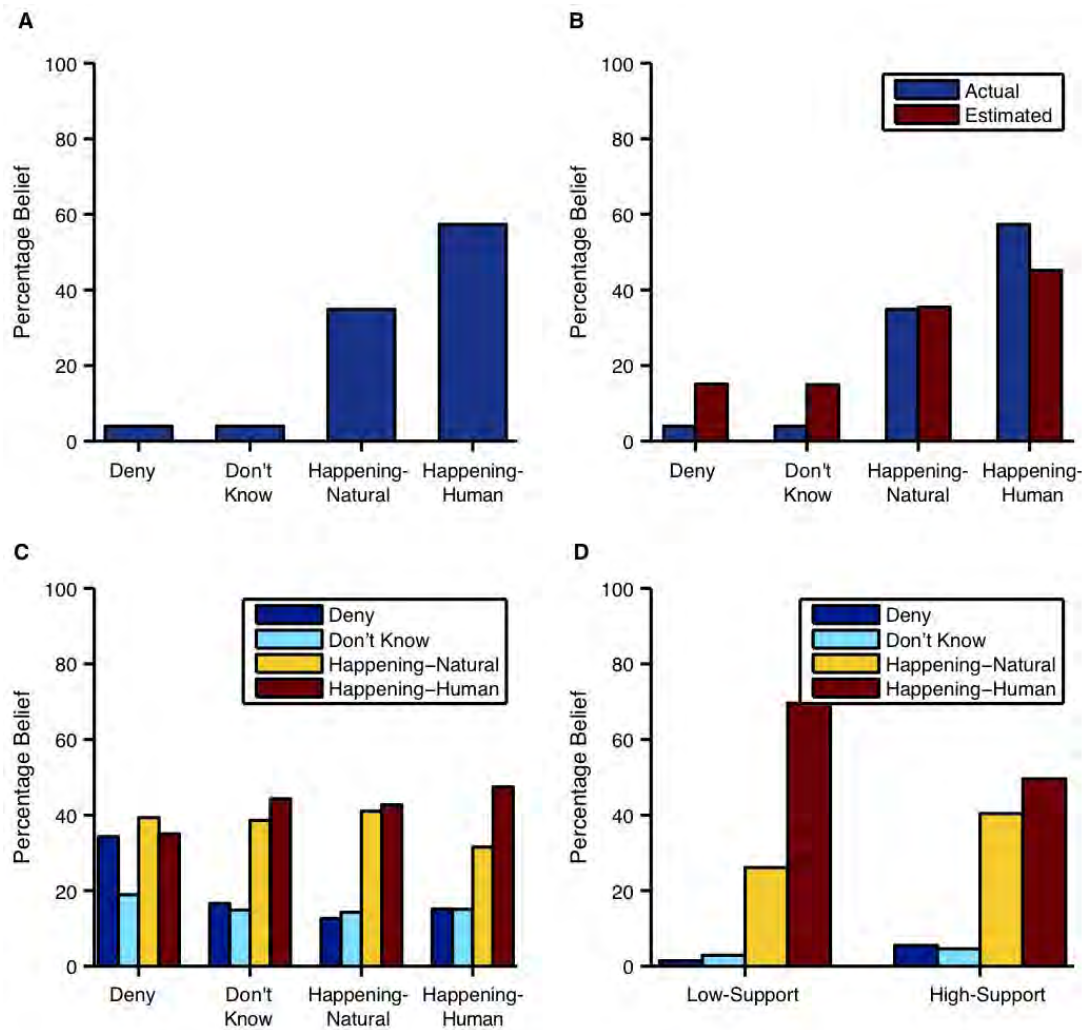 A
100
80
60
40
20
0
Percentage Belief
Deny
Don't
Know
Happening-
Natural
Happening-
Human
B
100
80
60
40
20
0
Percentage Belief
Actual
Estimated
Deny
Don't
Know
Happening-
Natural
Happening-
Human
C
100
80
60
40
20
0
Percentage Belief
Deny
Don't Know
Happening–Natural
Happening–Human
Deny
Don't
Know
Happening-
Natural
Happening-
Human
D
100
80
60
40
20
0
Percentage Belief
Deny
Don't Know
Happening–Natural
Happening–Human
Low-Support
High-Support